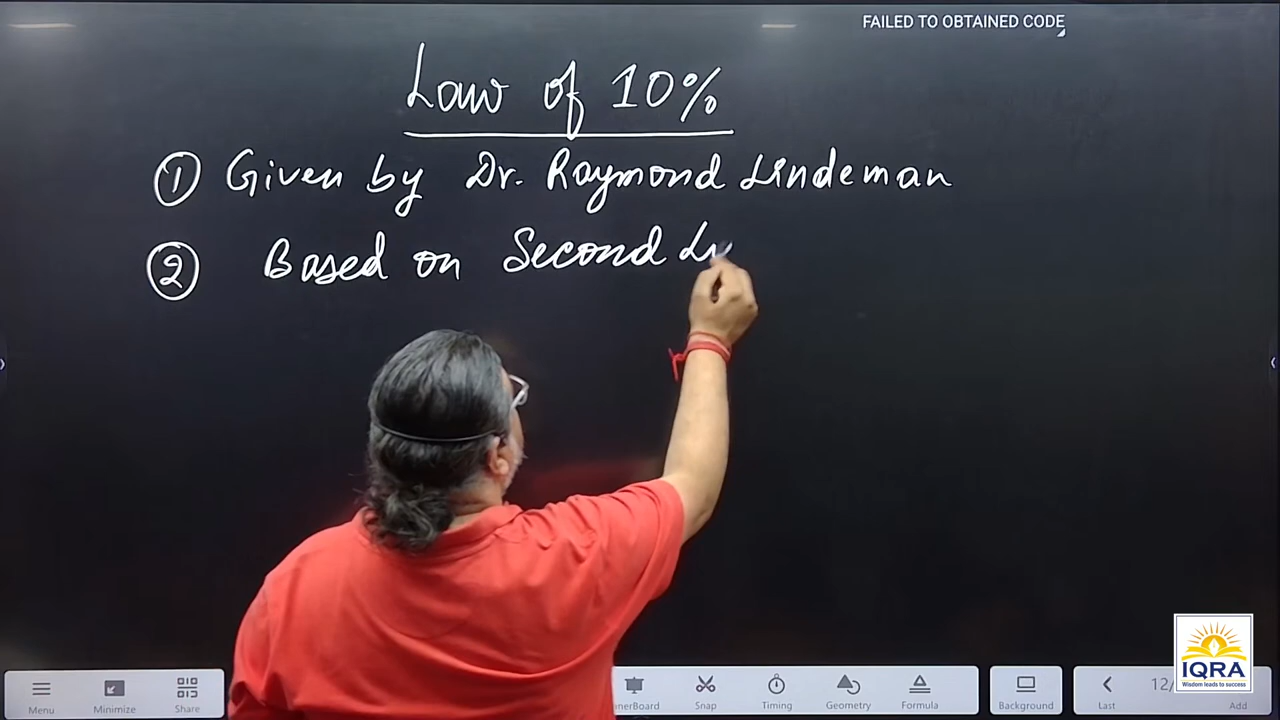 FAILED TO OBTAINED CODE
Law of 10%
① Given by Dr. Raymond Lindeman
② Based on Second
IQRA
Wisdom leads to success
Menu
Minimize
Share
Snap
Timing
Geometry
Formula
Background
Last
12/
Add